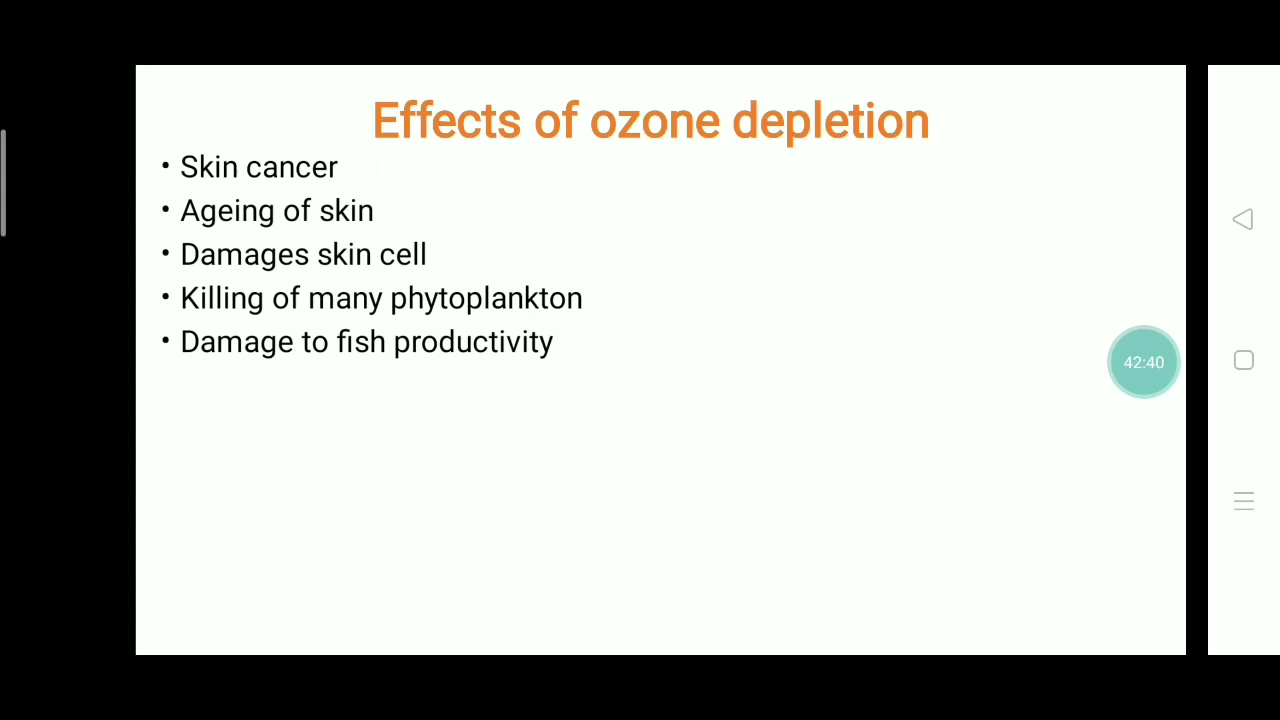 Effects of ozone depletion
• Skin cancer
• Ageing of skin
• Damages skin cell
• Killing of many phytoplankton
• Damage to fish productivity
42:40